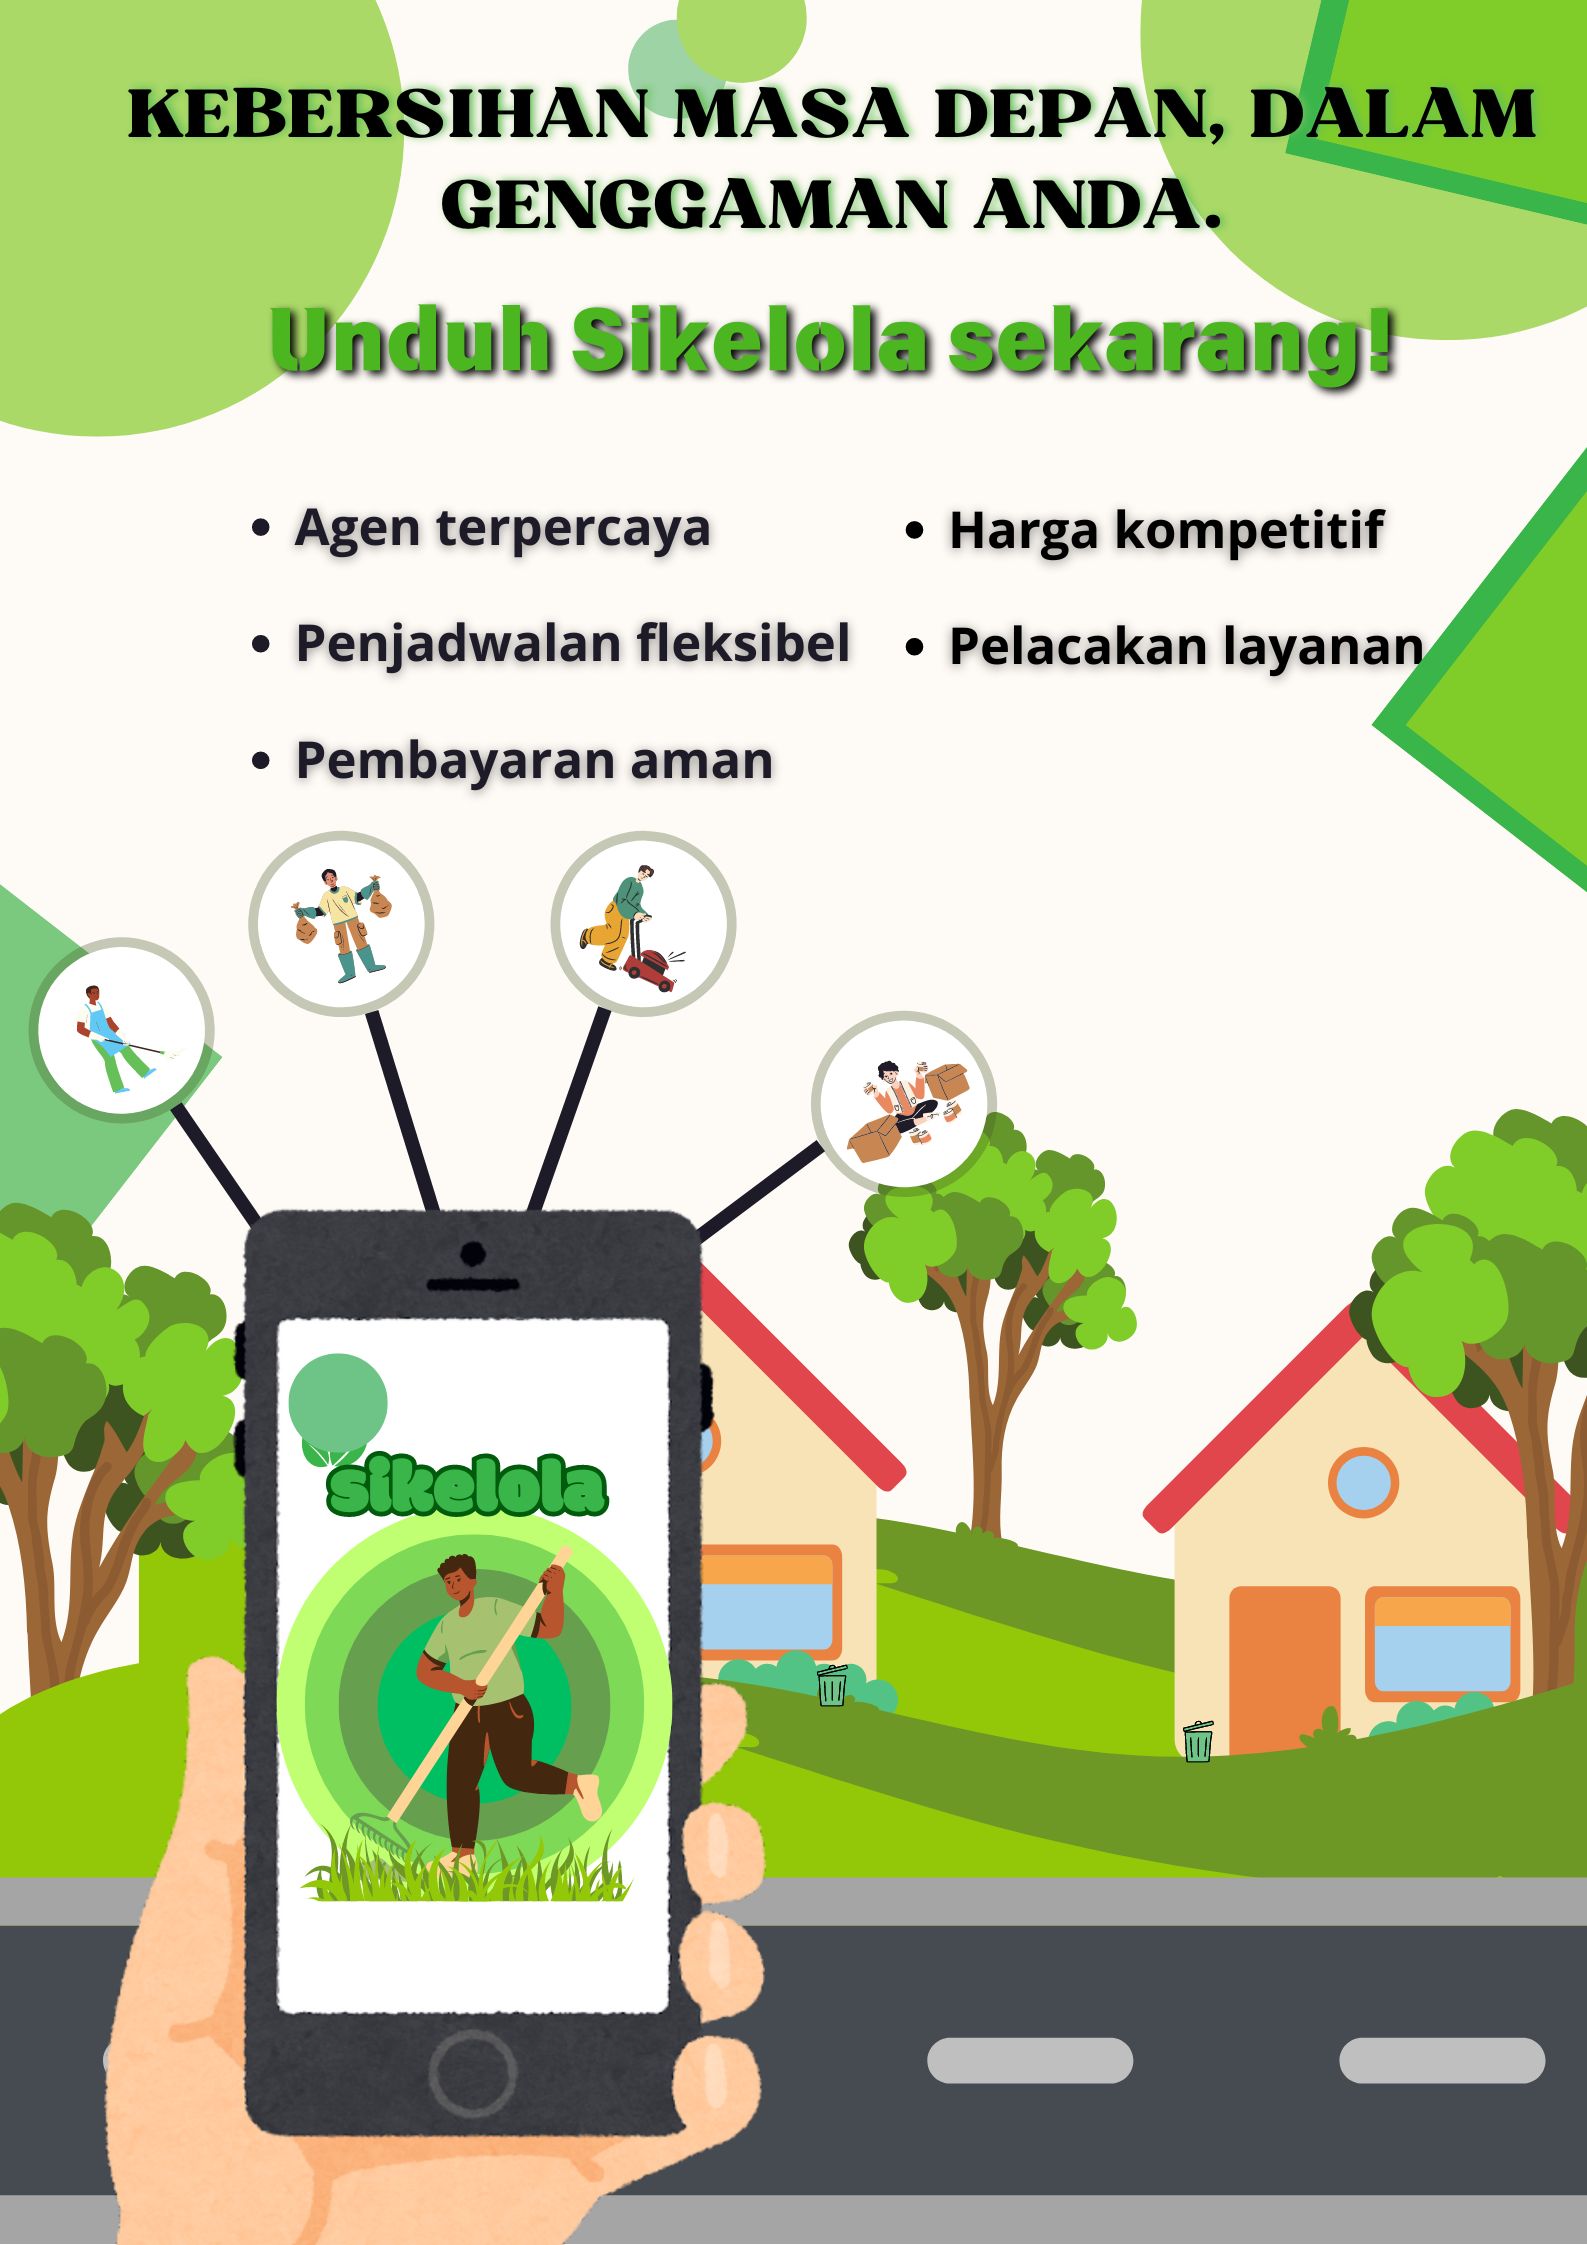 KEBERSIHAN MASA DEPAN, DALAM
GENGGAMAN ANDA.
Unduh Sikelola sekarang!
• Agen terpercaya
• Penjadwalan fleksibel
• Pembayaran aman
• Harga kompetitif
• Pelacakan layanan
sikelola